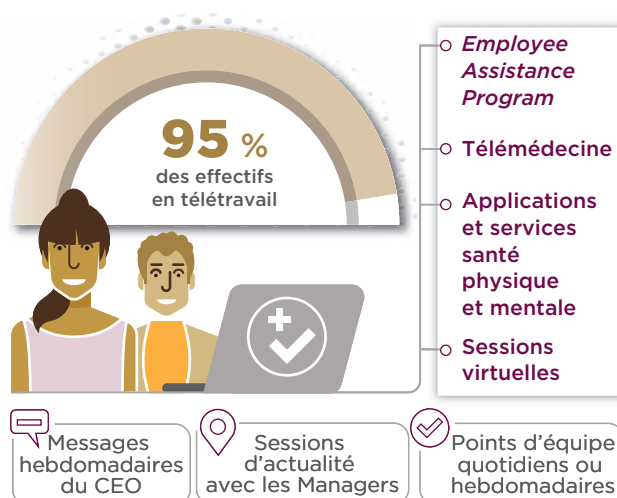 95 %
des effectifs
en télétravail
Employee
Assistance
Program
Télémédecine
Applications
et services
santé
physique
et mentale
Sessions
virtuelles
Messages
hebdomadaires
du CEO
Sessions
d'actualité
avec les Managers
Points d'équipe
quotidiens ou
hebdomadaires